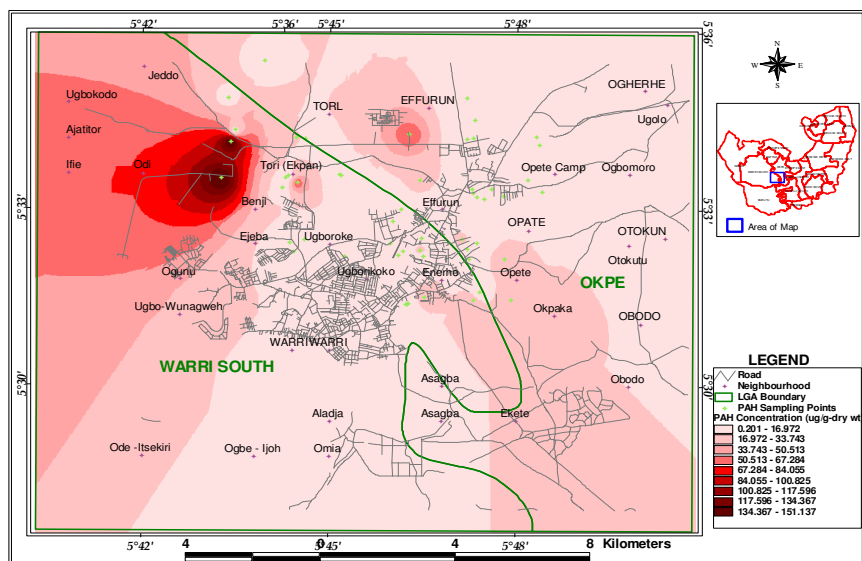 5°42' 5°36' 5°45' 5°48'
5°36'
N
W E
S
Jeddo
OGHERHE
Ugbokodo
TORL
EFFURUN
Ugolo
Ajatitor
Ifie
Odi
Tori (Ekpan)
Opete Camp
Ogbomoro
Benji
Effurun
5°33'
5°33'
OPATE
OTOKUN
Ejeba
Ugboroke
Otokutu
Area of Map
Ogunu
Ugborikoko
Enerhe
Opete
OKPE
Ugbo-Wunagweh
Okpaka
OBODO
WARRIWARRI
WARRI SOUTH
5°30'
5°30'
Asagba
Obodo
Aladja
Asagba
Ekete
Ode -Itsekiri
Ogbe - Ijoh
Omia
LEGEND
Road
Neighbourhood
LGA Boundary
PAH Sampling Points
PAH Concentration (ug/g-dry wt
0.201 - 16.972
16.972 - 33.743
33.743 - 50.513
50.513 - 67.284
67.284 - 84.055
84.055 - 100.825
100.825 - 117.596
117.596 - 134.367
134.367 - 151.137
5°42' 5°45' 5°48'
4 0 4 8 Kilometers